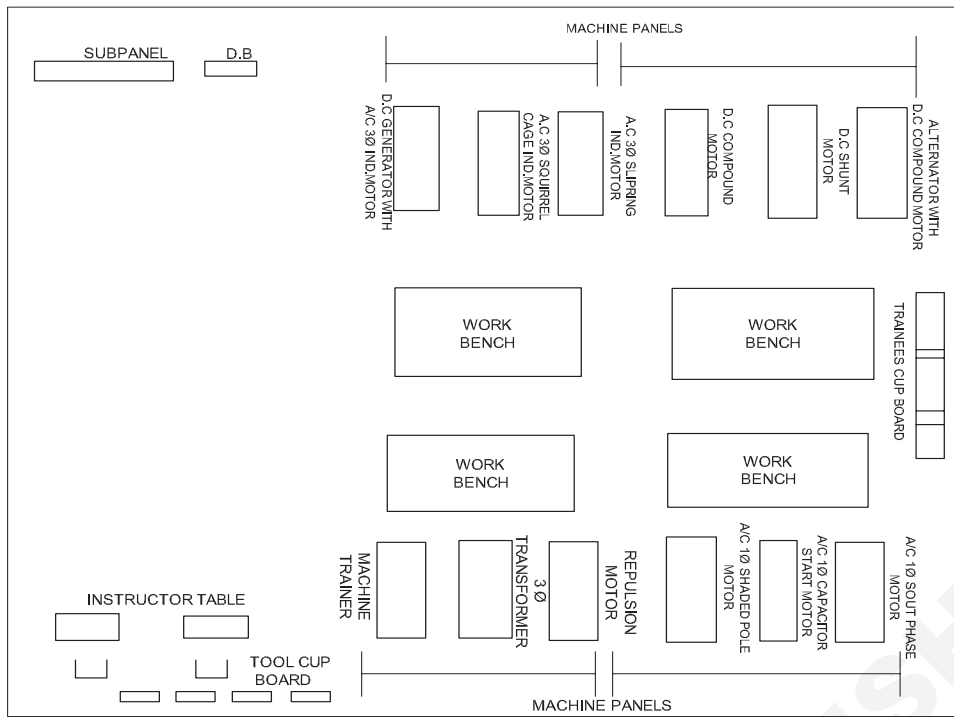 MACHINE PANELS
SUBPANEL
D.B
D.C GENERATOR WITH
A/C 3Ø IND.MOTOR
A.C 3Ø SQUIRREL
CAGE IND.MOTOR
A.C 3Ø SLIPRING
IND.MOTOR
D.C COMPOUND
MOTOR
D.C SHUNT
MOTOR
ALTERNATOR WITH
D.C COMPOUND MOTOR
WORK
BENCH
WORK
BENCH
TRAINEES CUP BOARD
WORK
BENCH
WORK
BENCH
MACHINE
TRAINER
3Ø
TRANSFORMER
REPULSION
MOTOR
A/C 1Ø SHADED POLE
MOTOR
A/C 1Ø CAPACITOR
START MOTOR
A/C 1Ø SOUT PHASE
MOTOR
INSTRUCTOR TABLE
TOOL CUP
BOARD
MACHINE PANELS